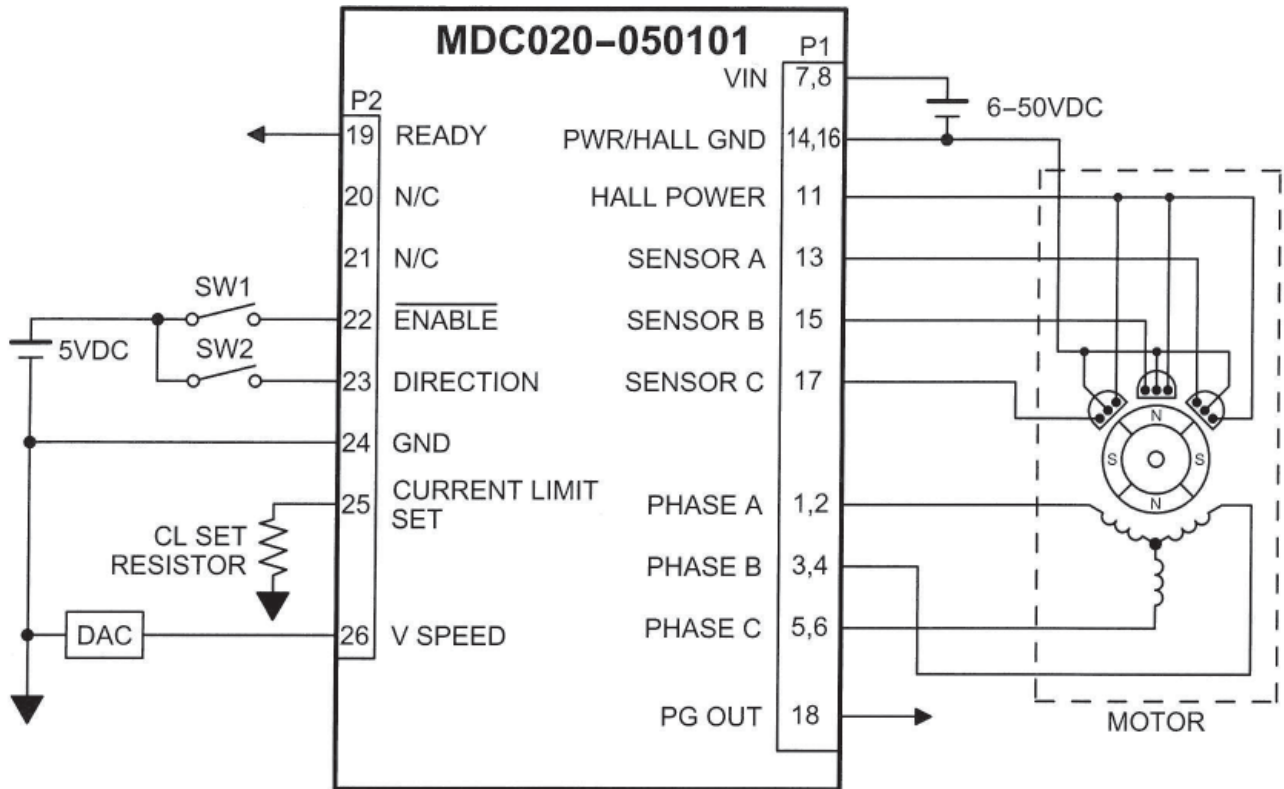 MDC020-050101
P1
VIN 7,8
6-50VDC
P2
19 READY
PWR/HALL GND 14,16
20 N/C
HALL POWER 11
21 N/C
SENSOR A 13
SW1
22 ENABLE
SENSOR B 15
5VDC
SW2
23 DIRECTION
SENSOR C 17
24 GND
N
S
S
N
25 CURRENT LIMIT
SET
PHASE A 1,2
CL SET
RESISTOR
PHASE B 3,4
DAC
26 V SPEED
PHASE C 5,6
PG OUT 18
MOTOR